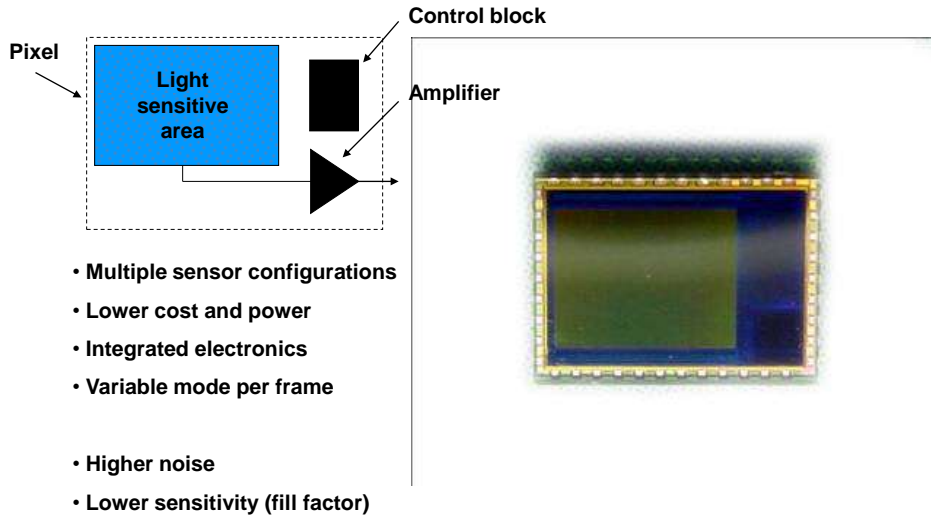 Control block
Pixel
Light
sensitive
area
Amplifier
• Multiple sensor configurations
• Lower cost and power
• Integrated electronics
• Variable mode per frame
• Higher noise
• Lower sensitivity (fill factor)